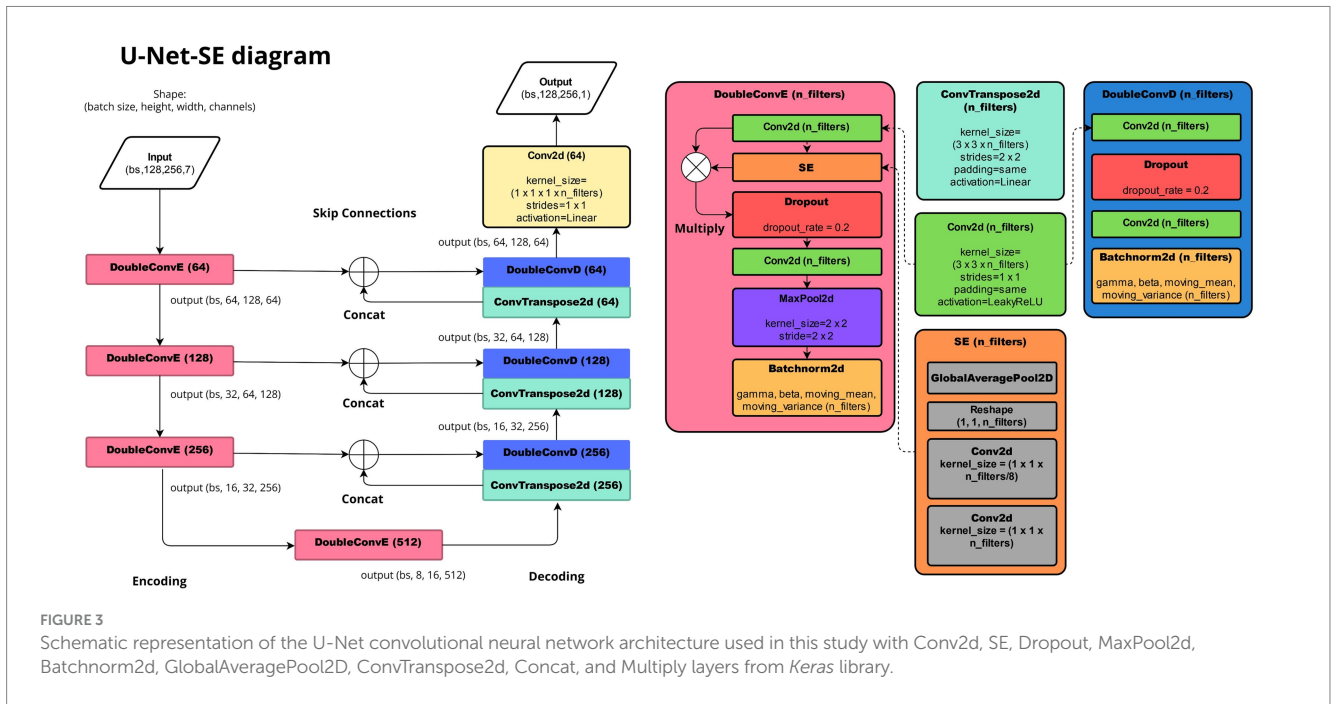 U-Net-SE diagram
Shape:
(batch size, height, width, channels)
Input
(bs,128,256,7)
DoubleConvE (64)
output (bs, 64, 128, 64)
DoubleConvE (128)
output (bs, 32, 64, 128)
DoubleConvE (256)
output (bs, 16, 32, 256)
DoubleConvE (512)
output (bs, 8, 16, 512)
Encoding
Decoding
Skip Connections
Concat
Concat
Concat
Output
(bs,128,256,1)
Conv2d (64)
kernel_size=
(1 x 1 x 1 x n_filters)
strides=1 x 1
activation=Linear
output (bs, 64, 128, 64)
DoubleConvD (64)
ConvTranspose2d (64)
output (bs, 32, 64, 128)
DoubleConvD (128)
ConvTranspose2d (128)
output (bs, 16, 32, 256)
DoubleConvD (256)
ConvTranspose2d (256)
DoubleConvE (n_filters)
Conv2d (n_filters)
SE
Multiply
Dropout
dropout_rate = 0.2
Conv2d (n_filters)
MaxPool2d
kernel_size=2 x 2
stride=2 x 2
Batchnorm2d
gamma, beta, moving_mean,
moving_variance (n_filters)
ConvTranspose2d
(n_filters)
kernel_size=
(3 x 3 x n_filters)
strides=2 x 2
padding=same
activation=Linear
Conv2d (n_filters)
kernel_size=
(3 x 3 x n_filters)
strides=1 x 1
padding=same
activation=LeakyReLU
SE (n_filters)
GlobalAveragePool2D
Reshape
(1, 1, n_filters)
Conv2d
kernel_size = (1 x 1 x
n_filters/8)
Conv2d
kernel_size = (1 x 1 x
n_filters)
DoubleConvD (n_filters)
Conv2d (n_filters)
Dropout
dropout_rate = 0.2
Conv2d (n_filters)
Batchnorm2d (n_filters)
gamma, beta, moving_mean,
moving_variance (n_filters)
FIGURE 3
Schematic representation of the U-Net convolutional neural network architecture used in this study with Conv2d, SE, Dropout, MaxPool2d,
Batchnorm2d, GlobalAveragePool2D, ConvTranspose2d, Concat, and Multiply layers from Keras library.